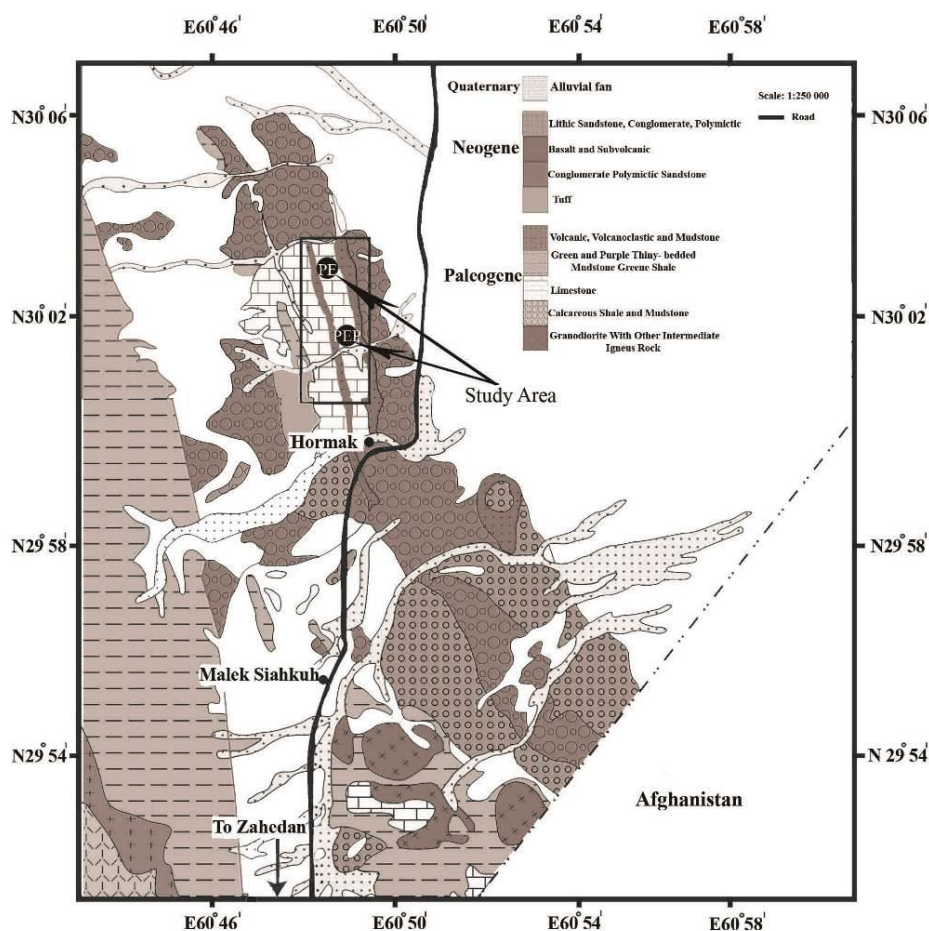 E60°46' E60°50' E60°54' E60°58'
N30°06' N30°06'
Quaternary Alluvial fan
Scale: 1:250 000
Road
Lithic Sandstone, Conglomerate, Polymictic
Neogene Basalt and Subvolcanic
Conglomerate Polymictic Sandstone
Tuff
Volcanic, Volcanoclastic and Mudstone
Green and Purple Thiny- bedded
Mudstone Greene Shale
Paleogene
Limestone
Calcareous Shale and Mudstone
Granodiorite With Other Intermediate
Igneus Rock
PE
N30°02' N30°02'
PEP
Study Area
Hormak
N29°58' N29°58'
Malek Siahkuh
N29°54' N29°54'
Afghanistan
To Zahedan
E60°46' E60°50' E60°54' E60°58'